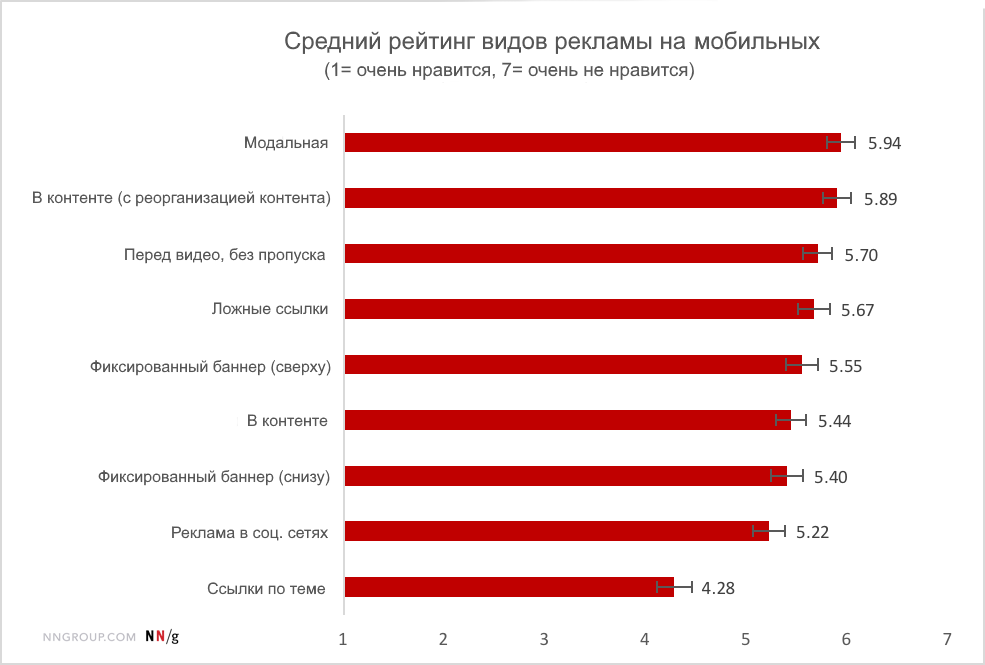 Средний рейтинг видов рекламы на мобильных
(1= очень нравится, 7= очень не нравится)
Модальная 5.94
В контенте (с реорганизацией контента) 5.89
Перед видео, без пропуска 5.70
Ложные ссылки 5.67
Фиксированный баннер (сверху) 5.55
В контенте 5.44
Фиксированный баннер (снизу) 5.40
Реклама в соц. сетях 5.22
Ссылки по теме 4.28
1 2 3 4 5 6 7
NNGROUP.COM NN/g